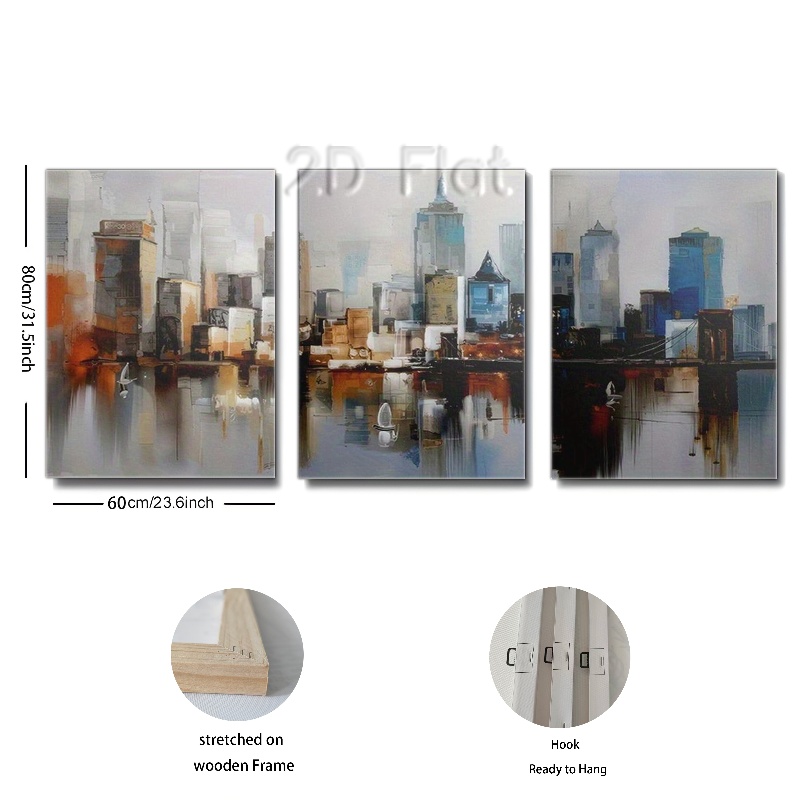 2D Flat
80cm/31.5inch
60cm/23.6inch
stretched on
wooden Frame
Hook
Ready to Hang